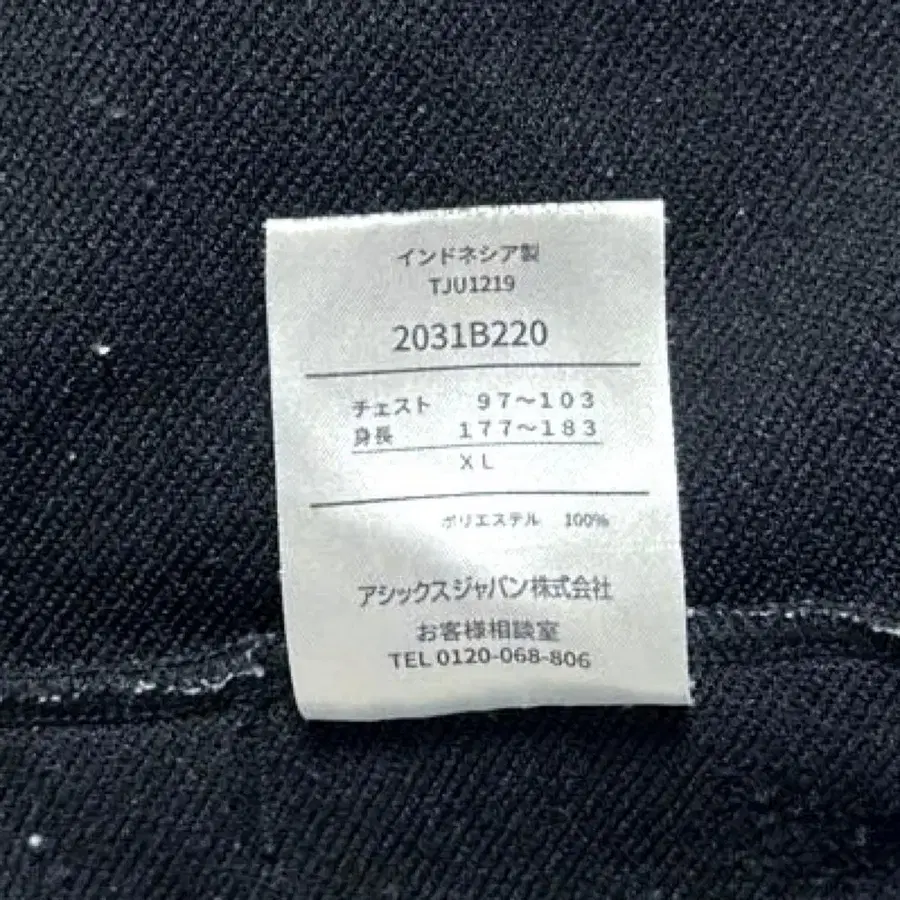 インドネシア製
TJU1219
2031B220
チェスト 97～103
身長 177～183
XL
ポリエステル 100%
アシックスジャパン株式会社
お客様相談室
TEL 0120-068-806